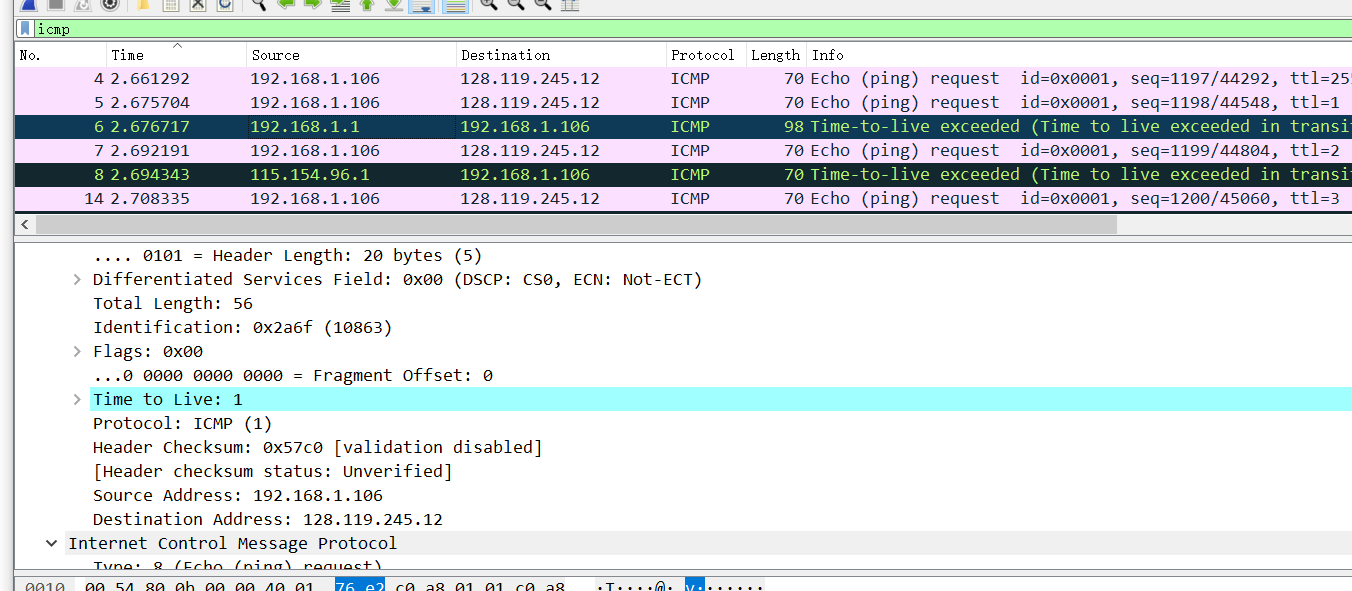 icmp
No. Time Source Destination Protocol Length Info
4 2.661292 192.168.1.106 128.119.245.12 ICMP 70 Echo (ping) request id=0x0001, seq=1197/44292, ttl=25
5 2.675704 192.168.1.106 128.119.245.12 ICMP 70 Echo (ping) request id=0x0001, seq=1198/44548, ttl=1
6 2.676717 192.168.1.1 192.168.1.106 ICMP 98 Time-to-live exceeded (Time to live exceeded in transi
7 2.692191 192.168.1.106 128.119.245.12 ICMP 70 Echo (ping) request id=0x0001, seq=1199/44804, ttl=2
8 2.694343 115.154.96.1 192.168.1.106 ICMP 70 Time-to-live exceeded (Time to live exceeded in transi
14 2.708335 192.168.1.106 128.119.245.12 ICMP 70 Echo (ping) request id=0x0001, seq=1200/45060, ttl=3
.... 0101 = Header Length: 20 bytes (5)
Differentiated Services Field: 0x00 (DSCP: CS0, ECN: Not-ECT)
Total Length: 56
Identification: 0x2a6f (10863)
Flags: 0x00
...0 0000 0000 0000 = Fragment Offset: 0
Time to Live: 1
Protocol: ICMP (1)
Header Checksum: 0x57c0 [validation disabled]
[Header checksum status: Unverified]
Source Address: 192.168.1.106
Destination Address: 128.119.245.12
Internet Control Message Protocol
Type: 8 (Echo (ping) request)
0010 00 54 80 0b 00 00 40 01 76 e2 c0 a8 01 01 c0 a8 ·T····@· v·······